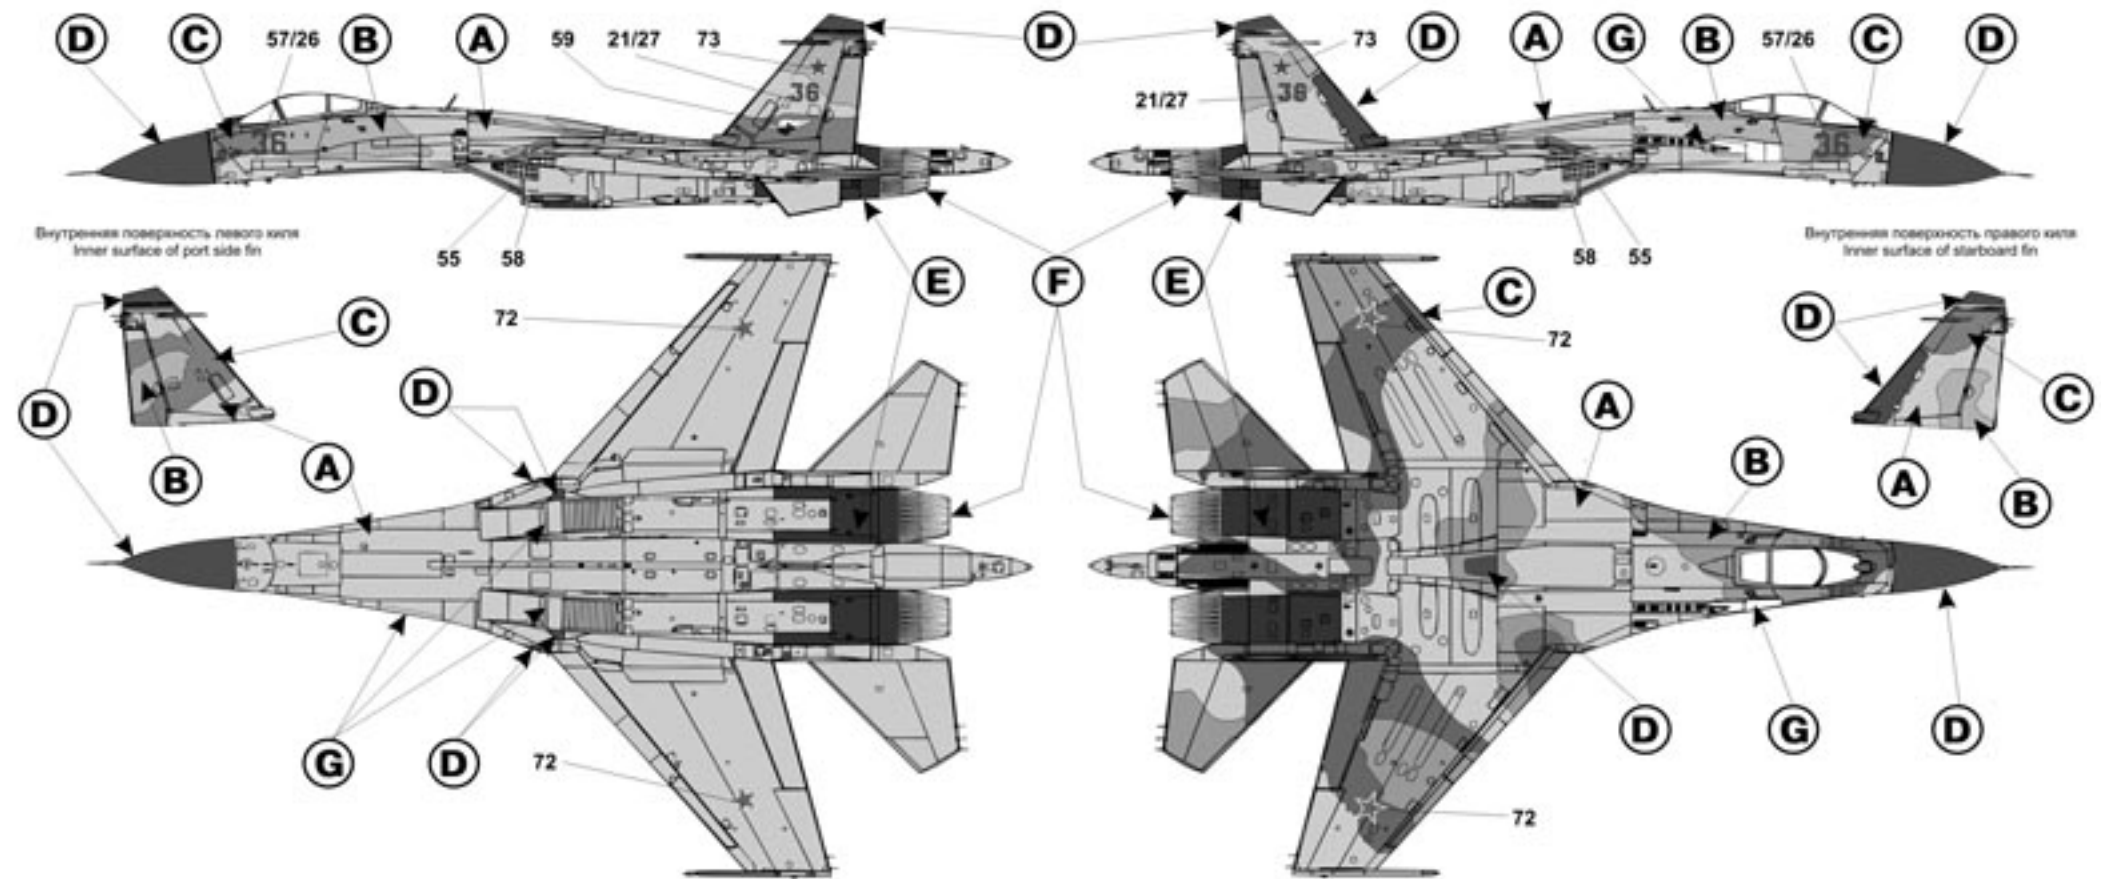 D C 57/26 B A 59 21/27 73 D 73 D A G B 57/26 C D
36 36
21/27
36 36
Внутренняя поверхность левого киля
Inner surface of port side fin
Внутренняя поверхность правого киля
Inner surface of starboard fin
55 58 58 55
E F E C
D C 72 72 D
D D A C
B A B A B
G D 72 D G D
72